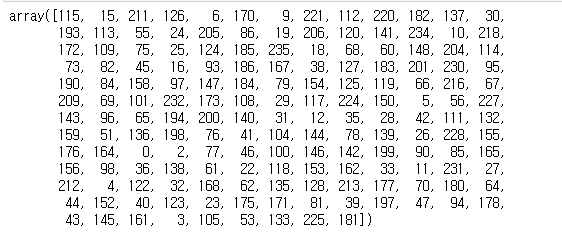 array([115,  15, 211, 126,   6, 170,   9, 221, 112, 220, 182, 137,  30,
       193, 113,  55,  24, 205,  86,  19, 206, 120, 141, 234,  10, 218,
       172, 109,  75,  25, 124, 185, 235,  18,  68,  60, 148, 204, 114,
        73,  82,  45,  16,  93, 186, 167,  38, 127, 183, 201, 230,  95,
       190,  84, 158,  97, 147, 184,  79, 154, 125, 119,  66, 216,  67,
       209,  69, 101, 232, 173, 108,  29, 117, 224, 150,   5,  56, 227,
       143,  96,  65, 194, 200, 140,  31,  12,  35,  28,  42, 111, 132,
       159,  51, 136, 198,  76,  41, 104, 144,  78, 139,  26, 228, 155,
       176, 164,   0,   2,  77,  46, 100, 146, 142, 199,  90,  85, 165,
       156,  98,  36, 138,  61,  22, 118, 153, 162,  33,  11, 231,  27,
       212,   4, 122,  32, 168,  62, 135, 128, 213, 177,  70, 180,  64,
        44, 152,  40, 123,  23, 175, 171,  81,  39, 197,  47,  94, 178,
        43, 145, 161,   3, 105,  53, 133, 225, 181])